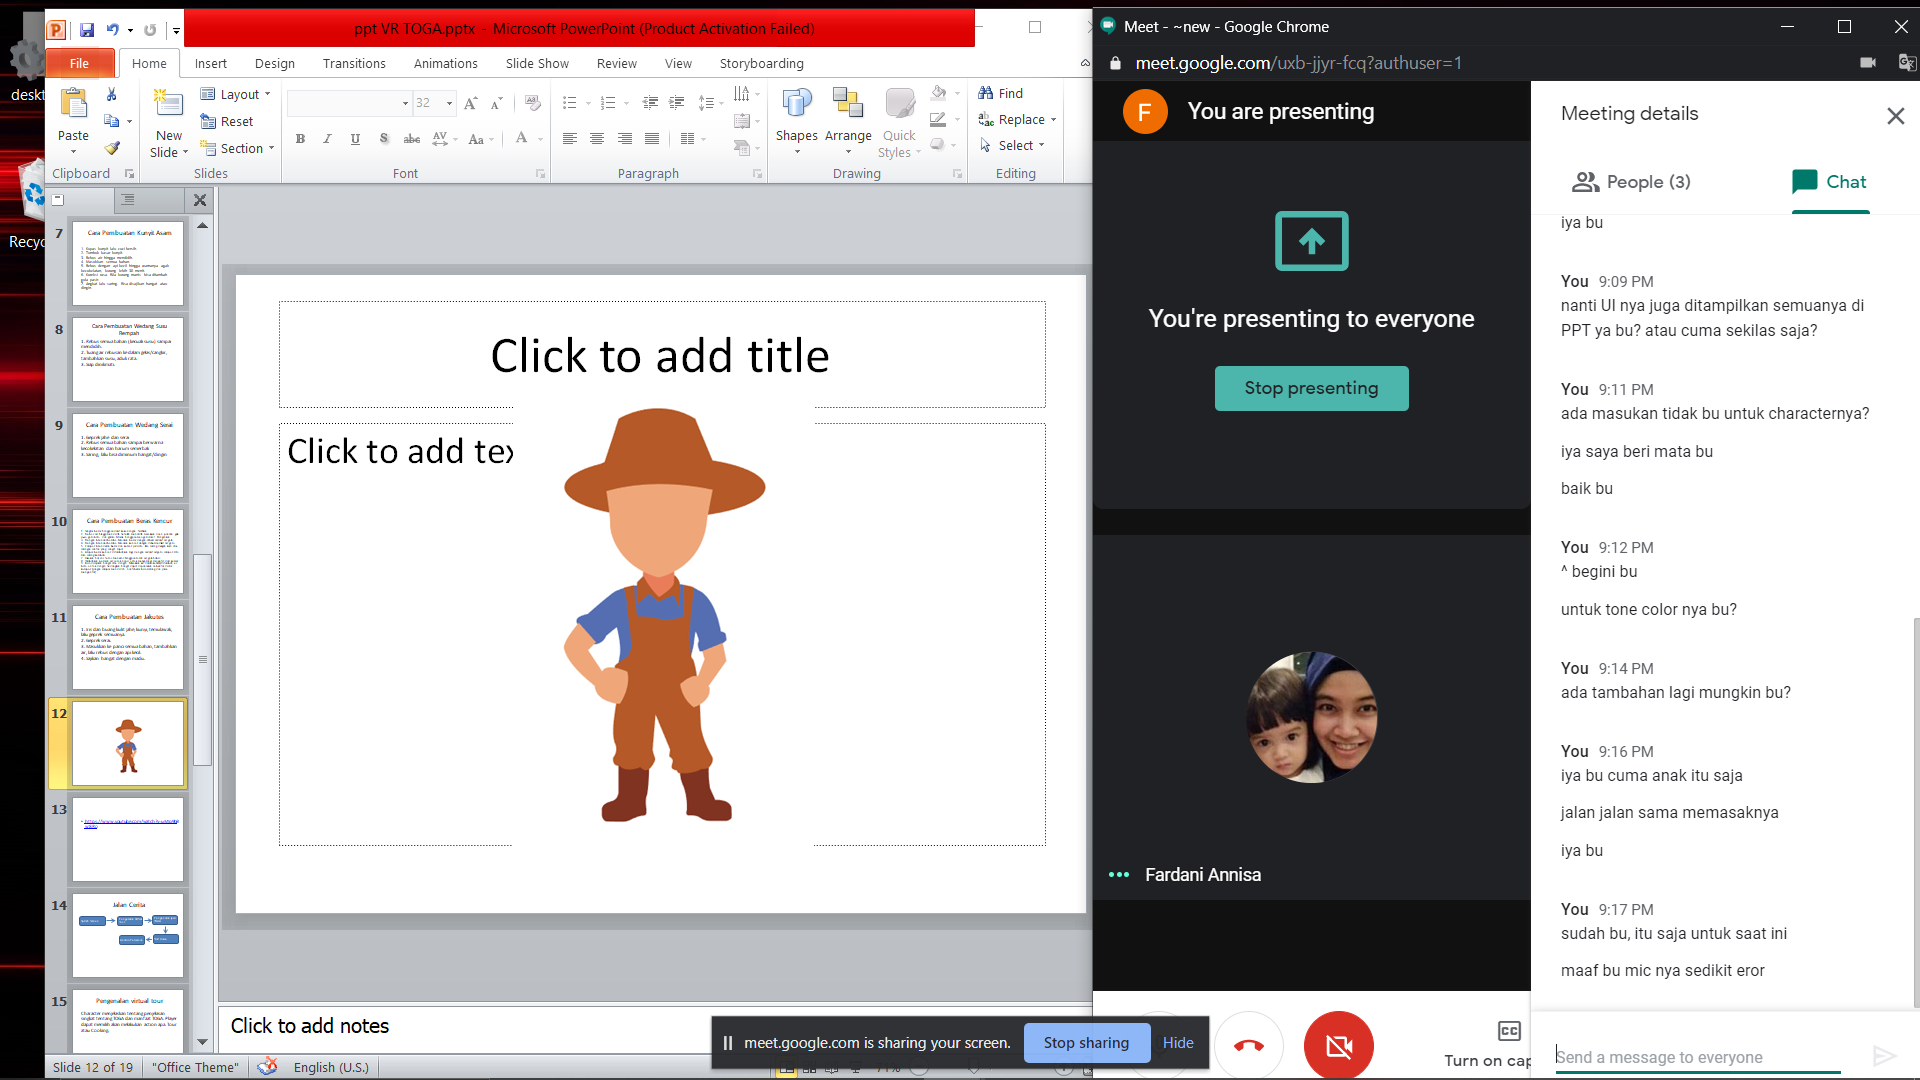 ppt VR TOGA.pptx - Microsoft PowerPoint (Product Activation Failed)
File Home Insert Design Transitions Animations Slide Show Review View Storyboarding
Paste
Clipboard
New
Slide
Layout
Reset
Section
Slides
32
Font
Paragraph
Shapes
Arrange
Quick
Styles
Drawing
Find
Replace
Select
Editing
7
Cara Pembuatan Kunyit Asam
8
Cara Pembuatan Wedang Susu
Rempah
9
Cara Pembuatan Wedang Serai
10
Cara Pembuatan Beras Kencur
11
Cara Pembuatan Jakutes
12
13
14
Jalan Cerita
15
Pengenalan virtual tour
Click to add title
Click to add tex
Click to add notes
Slide 12 of 19
"Office Theme"
English (U.S.)
71%
meet.google.com is sharing your screen.
Stop sharing
Hide
Meet - ~new - Google Chrome
meet.google.com/uxb-jjyr-fcq?authuser=1
F
You are presenting
You're presenting to everyone
Stop presenting
Fardani Annisa
CC
Turn on cap
Meeting details
People (3)
Chat
iya bu
You 9:09 PM
nanti UI nya juga ditampilkan semuanya di
PPT ya bu? atau cuma sekilas saja?
You 9:11 PM
ada masukan tidak bu untuk characternya?
iya saya beri mata bu
baik bu
You 9:12 PM
^ begini bu
untuk tone color nya bu?
You 9:14 PM
ada tambahan lagi mungkin bu?
You 9:16 PM
iya bu cuma anak itu saja
jalan jalan sama memasaknya
iya bu
You 9:17 PM
sudah bu, itu saja untuk saat ini
maaf bu mic nya sedikit eror
Send a message to everyone
deskt
Recyc